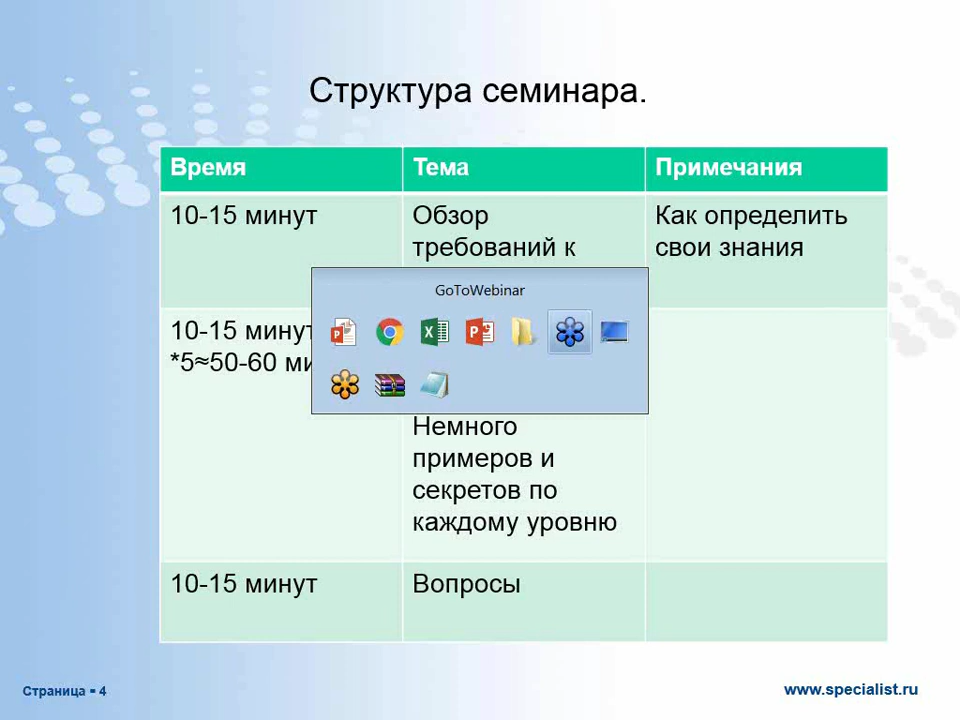 Структура семинара.
Время
Тема
Примечания
10-15 минут
Обзор
требований к
Как определить
свои знания
GoToWebinar
10-15 минут
*5≈50-60 ми
Немного
примеров и
секретов по
каждому уровню
10-15 минут
Вопросы
Страница ▪ 4
www.specialist.ru